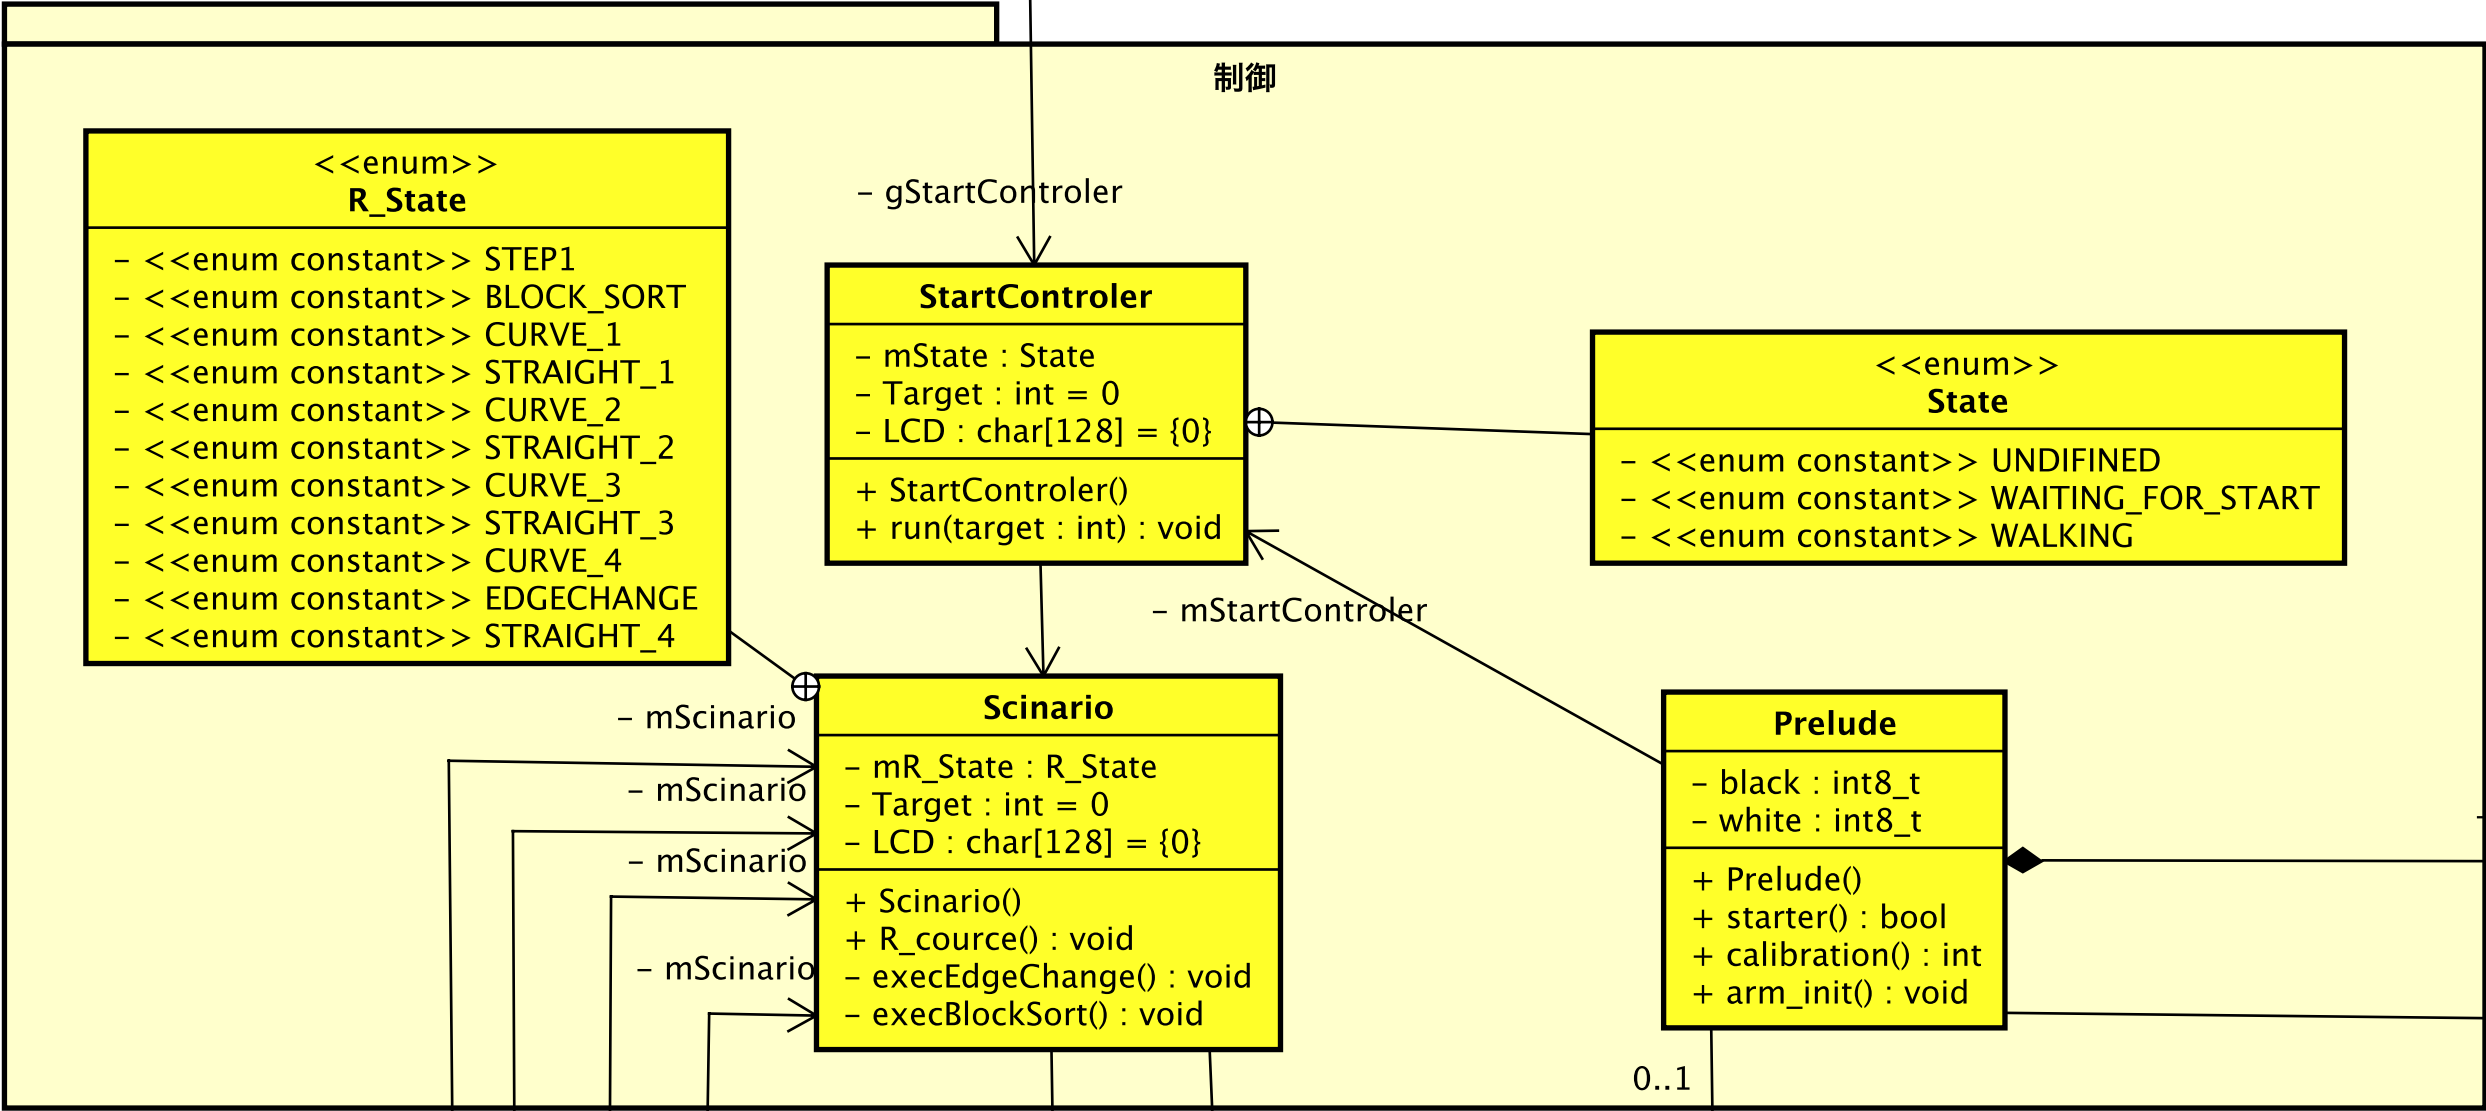 制御
<<enum>>
R_State
– <<enum constant>> STEP1
– <<enum constant>> BLOCK_SORT
– <<enum constant>> CURVE_1
– <<enum constant>> STRAIGHT_1
– <<enum constant>> CURVE_2
– <<enum constant>> STRAIGHT_2
– <<enum constant>> CURVE_3
– <<enum constant>> STRAIGHT_3
– <<enum constant>> CURVE_4
– <<enum constant>> EDGECHANGE
– <<enum constant>> STRAIGHT_4
– gStartControler
StartControler
– mState : State
– Target : int = 0
– LCD : char[128] = {0}
+ StartControler()
+ run(target : int) : void
<<enum>>
State
– <<enum constant>> UNDIFINED
– <<enum constant>> WAITING_FOR_START
– <<enum constant>> WALKING
– mStartControler
– mScinario
– mScinario
– mScinario
– mScinario
Scinario
– mR_State : R_State
– Target : int = 0
– LCD : char[128] = {0}
+ Scinario()
+ R_cource() : void
– execEdgeChange() : void
– execBlockSort() : void
Prelude
– black : int8_t
– white : int8_t
+ Prelude()
+ starter() : bool
+ calibration() : int
+ arm_init() : void
0..1